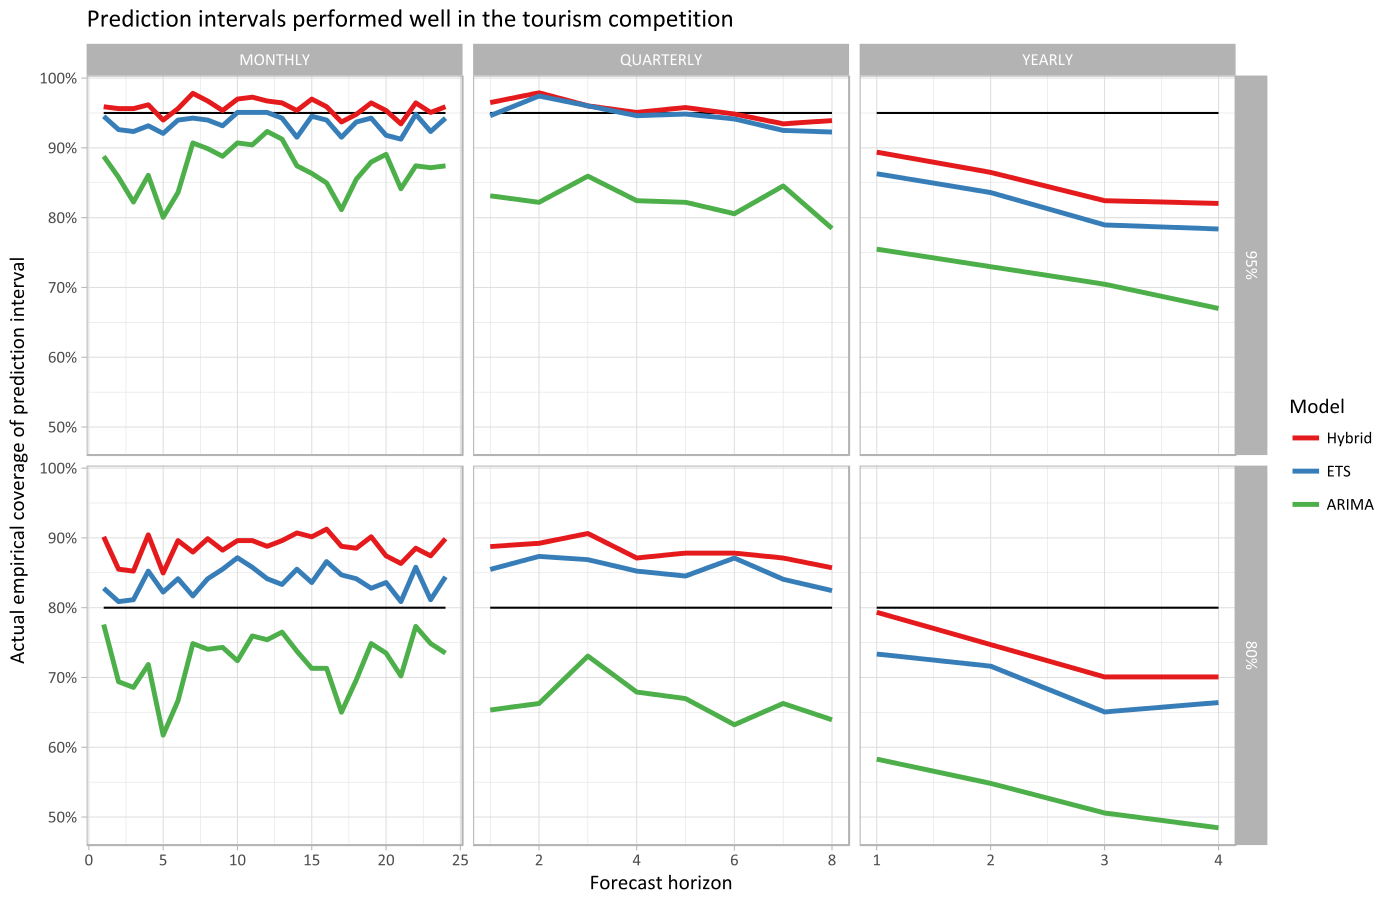 Prediction intervals performed well in the tourism competition
MONTHLY QUARTERLY YEARLY
Actual empirical coverage of prediction interval
100%
90%
80%
70%
60%
50%
95%
100%
90%
80%
70%
60%
50%
80%
0 5 10 15 20 25 2 4 6 8 1 2 3 4
Forecast horizon
Model
Hybrid
ETS
ARIMA